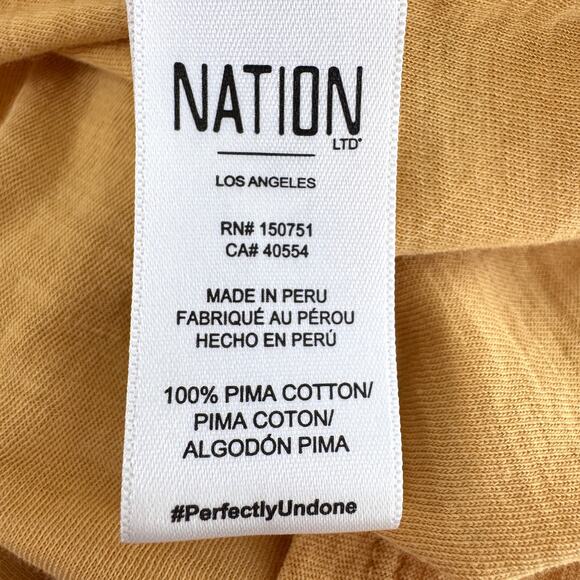 NATION
LTD®
LOS ANGELES
RN# 150751
CA# 40554
MADE IN PERU
FABRIQUÉ AU PÉROU
HECHO EN PERÚ
100% PIMA COTTON/
PIMA COTON/
ALGODÓN PIMA
#PerfectlyUndone